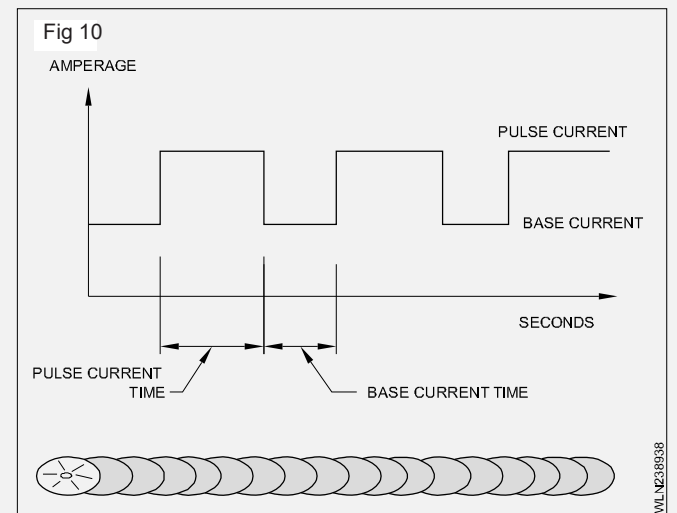 Fig 10
AMPERAGE
PULSE CURRENT
BASE CURRENT
SECONDS
PULSE CURRENT
TIME
BASE CURRENT TIME
WLN238938